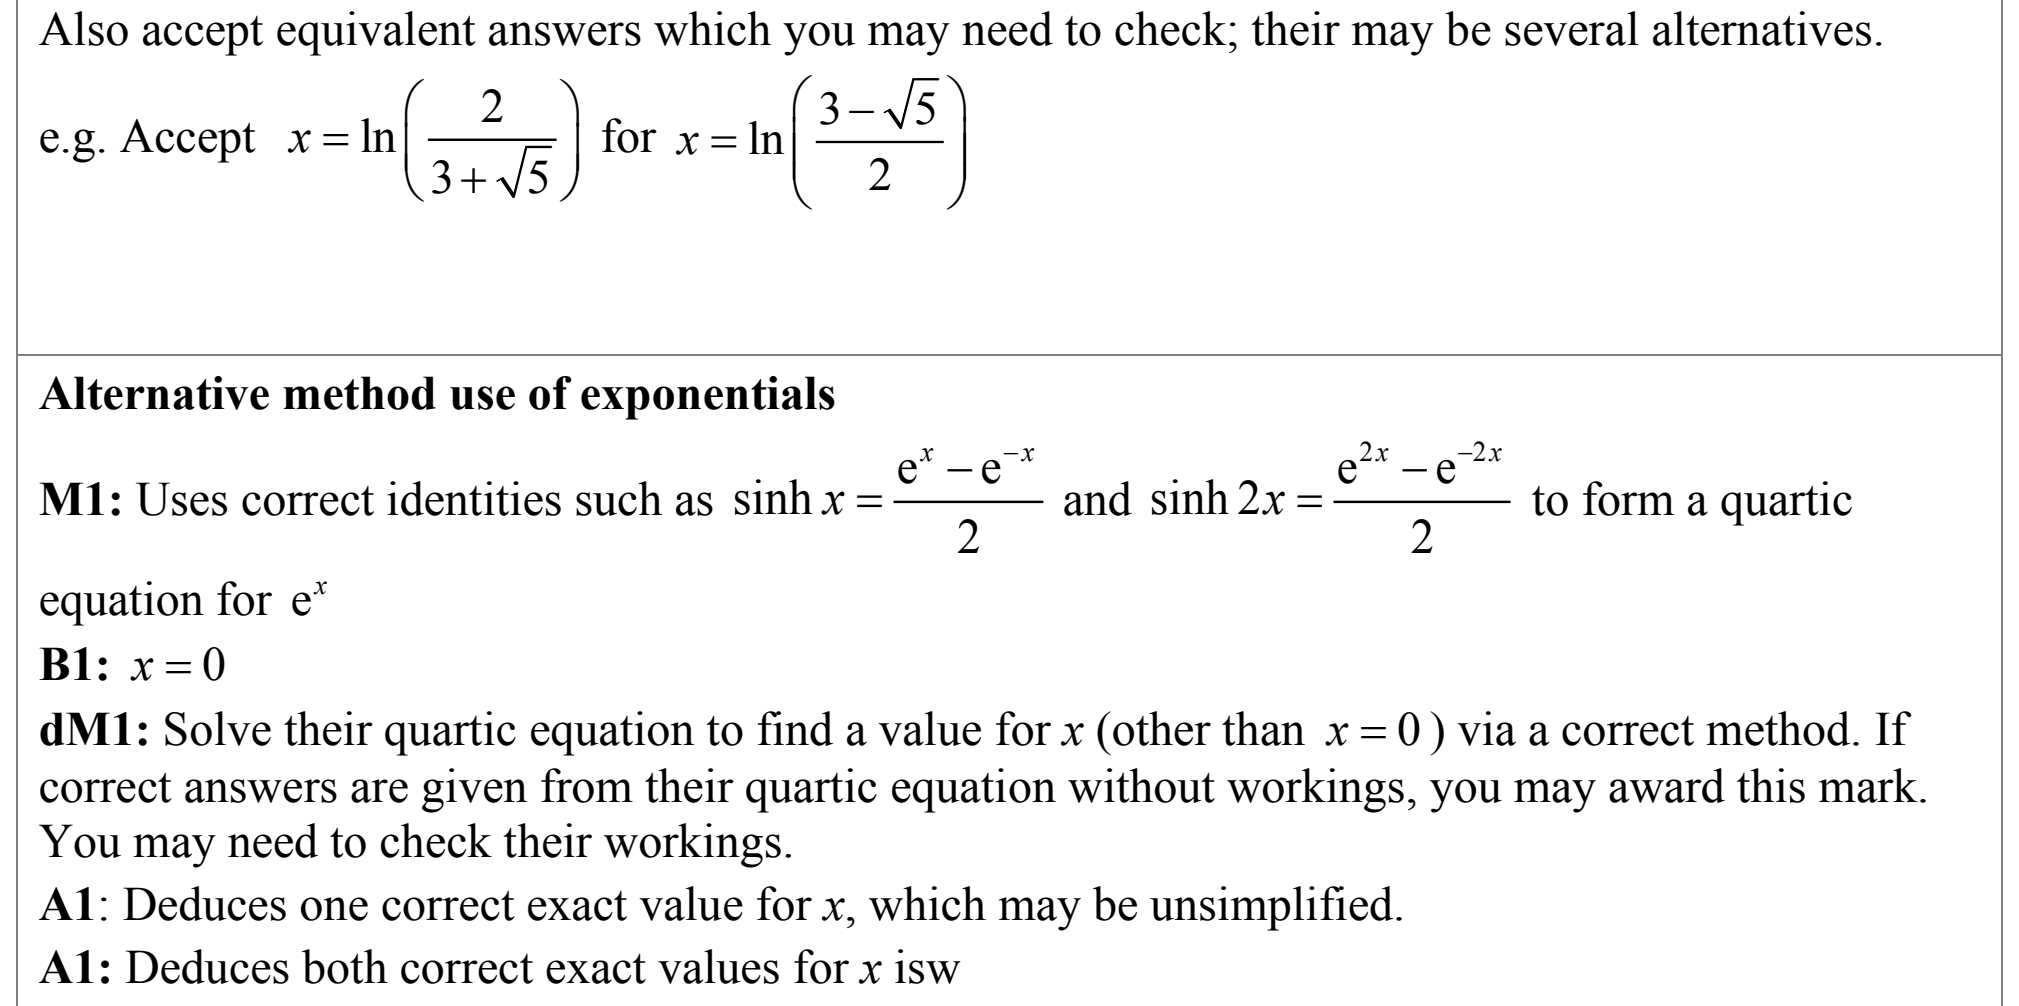 Also accept equivalent answers which you may need to check; their may be several alternatives.
e.g. Accept x = ln(2/(3+√5)) for x = ln((3−√5)/2)
Alternative method use of exponentials
M1: Uses correct identities such as sinh x = (eˣ − e⁻ˣ)/2 and sinh 2x = (e²ˣ − e⁻²ˣ)/2 to form a quartic
equation for eˣ
B1: x = 0
dM1: Solve their quartic equation to find a value for x (other than x = 0) via a correct method. If
correct answers are given from their quartic equation without workings, you may award this mark.
You may need to check their workings.
A1: Deduces one correct exact value for x, which may be unsimplified.
A1: Deduces both correct exact values for x isw